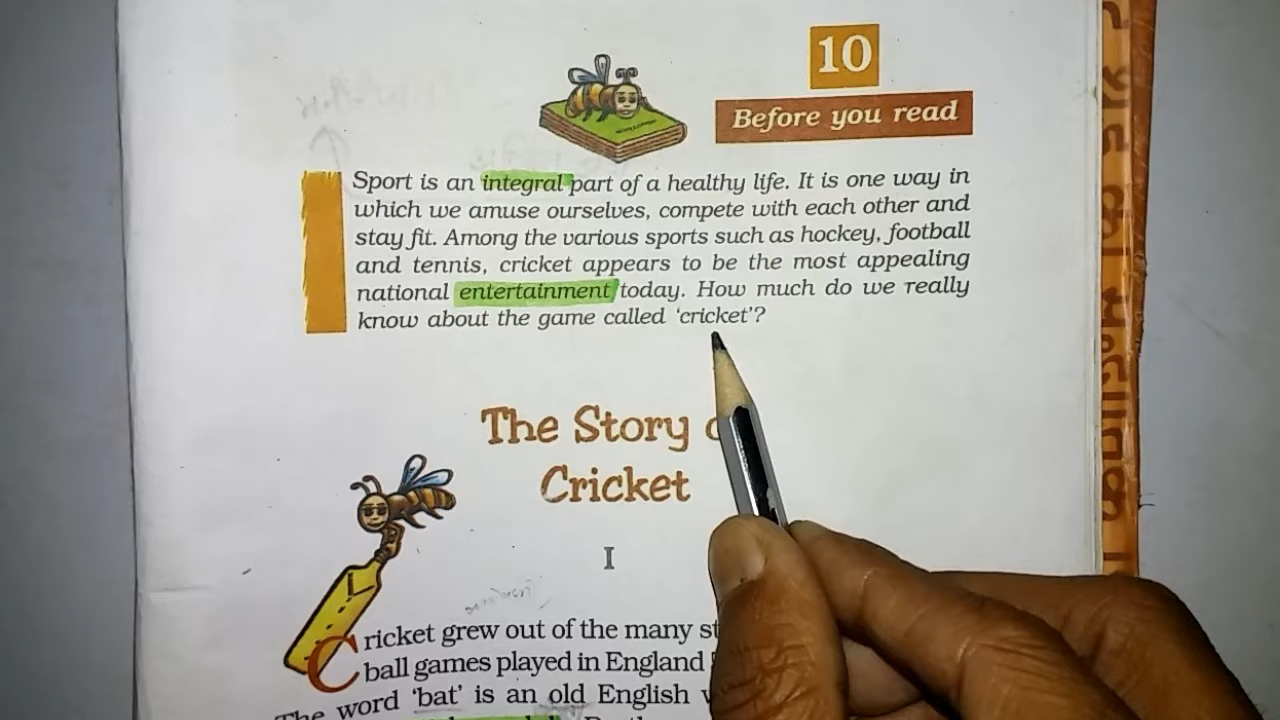 10
Before you read
Sport is an integral part of a healthy life. It is one way in
which we amuse ourselves, compete with each other and
stay fit. Among the various sports such as hockey, football
and tennis, cricket appears to be the most appealing
national entertainment today. How much do we really
know about the game called ‘cricket’?
The Story
Cricket
I
Cricket grew out of the many
ball games played in England
The word ‘bat’ is an old English